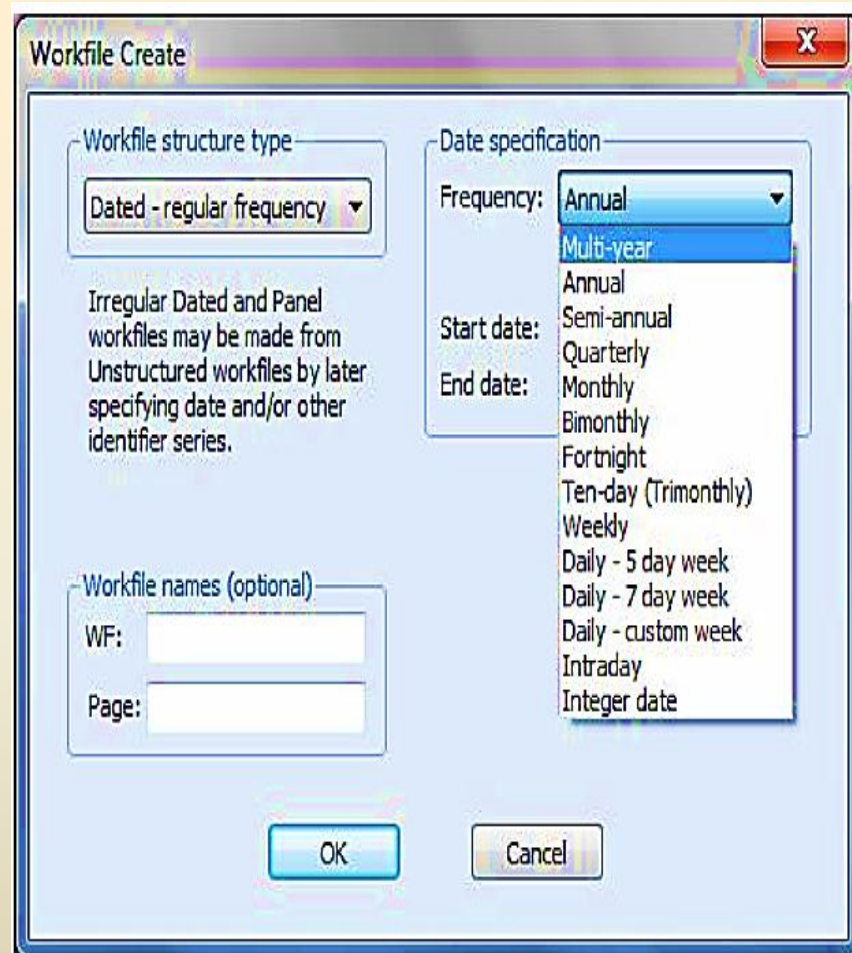 Workfile Create
X
Workfile structure type
Dated - regular frequency
Irregular Dated and Panel
workfiles may be made from
Unstructured workfiles by later
specifying date and/or other
identifier series.
Date specification
Frequency: Annual
Multi-year
Annual
Semi-annual
Quarterly
Monthly
Bimonthly
Fortnight
Ten-day (Trimonthly)
Weekly
Daily - 5 day week
Daily - 7 day week
Daily - custom week
Intraday
Integer date
Start date:
End date:
Workfile names (optional)
WF:
Page:
OK
Cancel